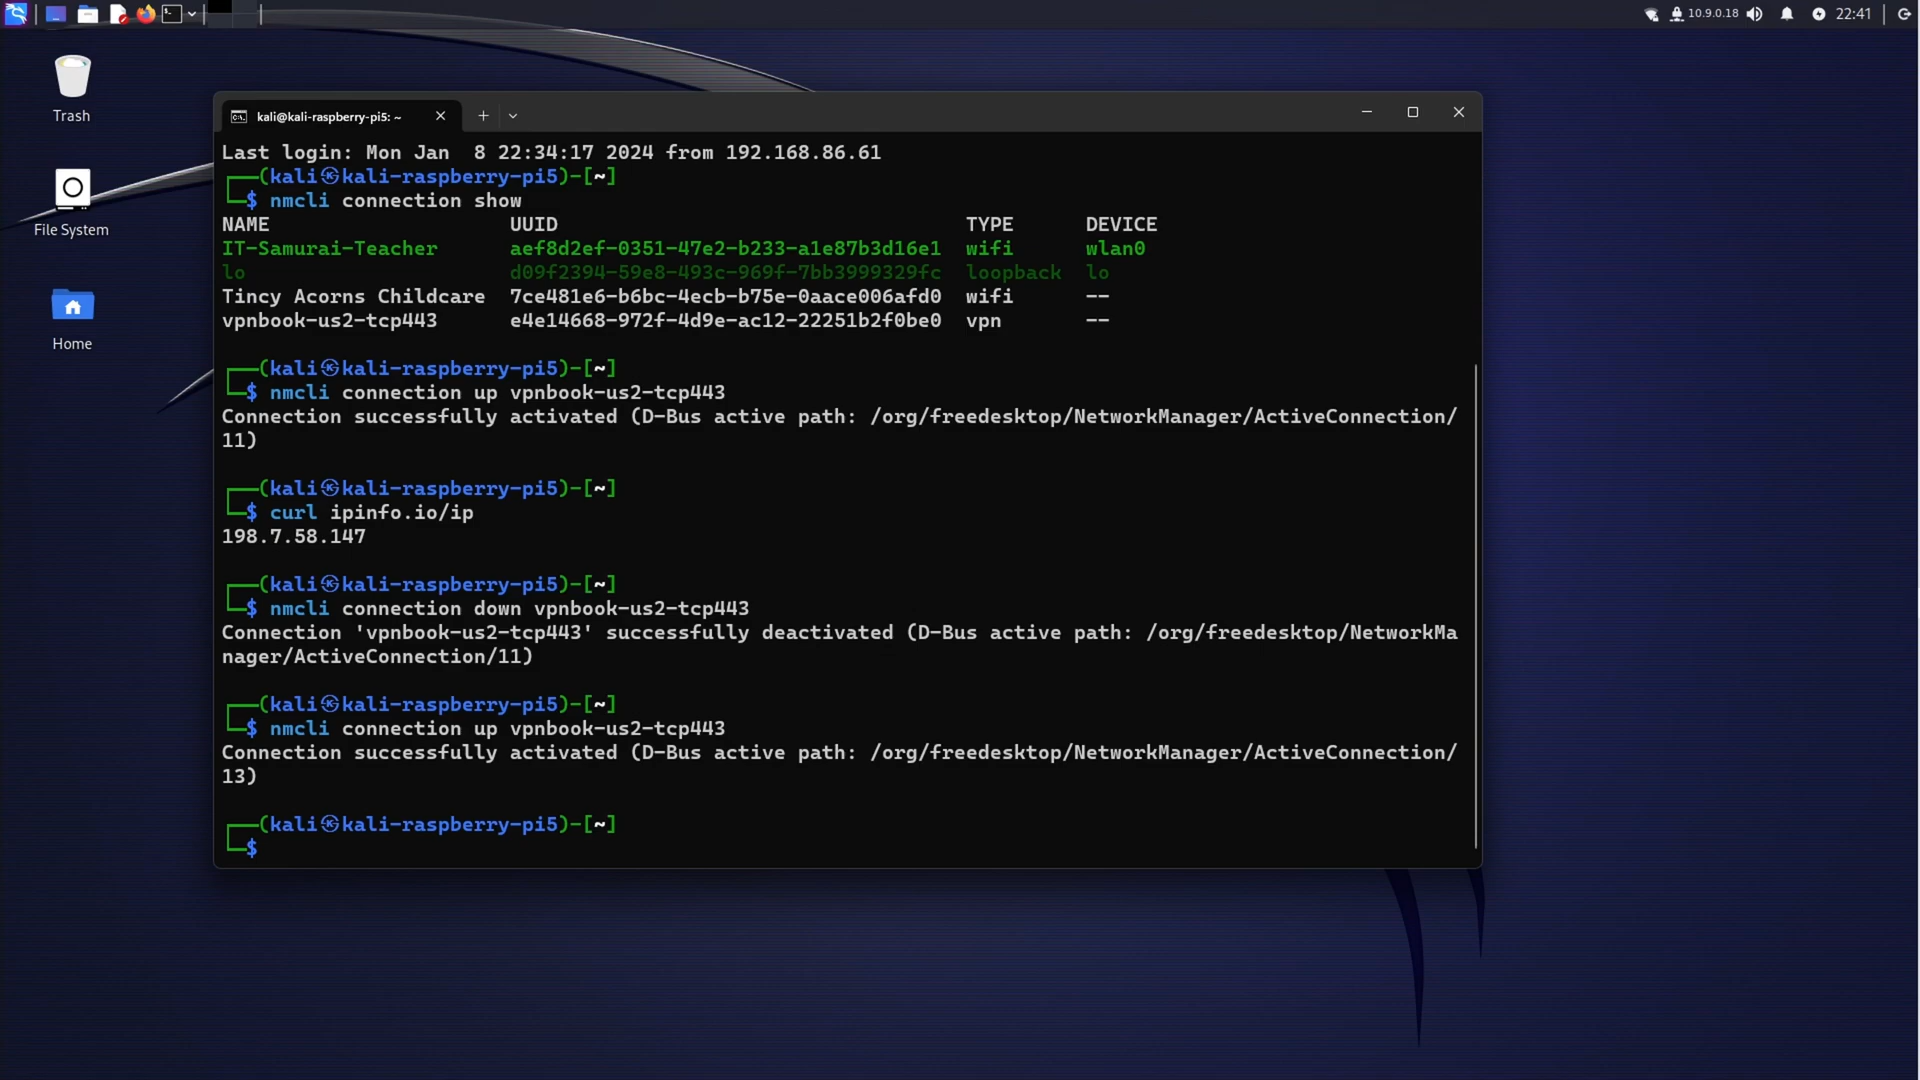 10.9.0.18
22:41
Trash
File System
Home
kali@kali-raspberry-pi5: ~
Last login: Mon Jan  8 22:34:17 2024 from 192.168.86.61
┌──(kali㉿kali-raspberry-pi5)-[~]
└─$ nmcli connection show
NAME                    UUID                                  TYPE      DEVICE
IT-Samurai-Teacher      aef8d2ef-0351-47e2-b233-a1e87b3d16e1  wifi      wlan0
lo                      d09f2394-59e8-493c-969f-7bb3999329fc  loopback  lo
Tincy Acorns Childcare  7ce481e6-b6bc-4ecb-b75e-0aace006afd0  wifi      --
vpnbook-us2-tcp443      e4e14668-972f-4d9e-ac12-22251b2f0be0  vpn       --
┌──(kali㉿kali-raspberry-pi5)-[~]
└─$ nmcli connection up vpnbook-us2-tcp443
Connection successfully activated (D-Bus active path: /org/freedesktop/NetworkManager/ActiveConnection/
11)
┌──(kali㉿kali-raspberry-pi5)-[~]
└─$ curl ipinfo.io/ip
198.7.58.147
┌──(kali㉿kali-raspberry-pi5)-[~]
└─$ nmcli connection down vpnbook-us2-tcp443
Connection 'vpnbook-us2-tcp443' successfully deactivated (D-Bus active path: /org/freedesktop/NetworkMa
nager/ActiveConnection/11)
┌──(kali㉿kali-raspberry-pi5)-[~]
└─$ nmcli connection up vpnbook-us2-tcp443
Connection successfully activated (D-Bus active path: /org/freedesktop/NetworkManager/ActiveConnection/
13)
┌──(kali㉿kali-raspberry-pi5)-[~]
└─$